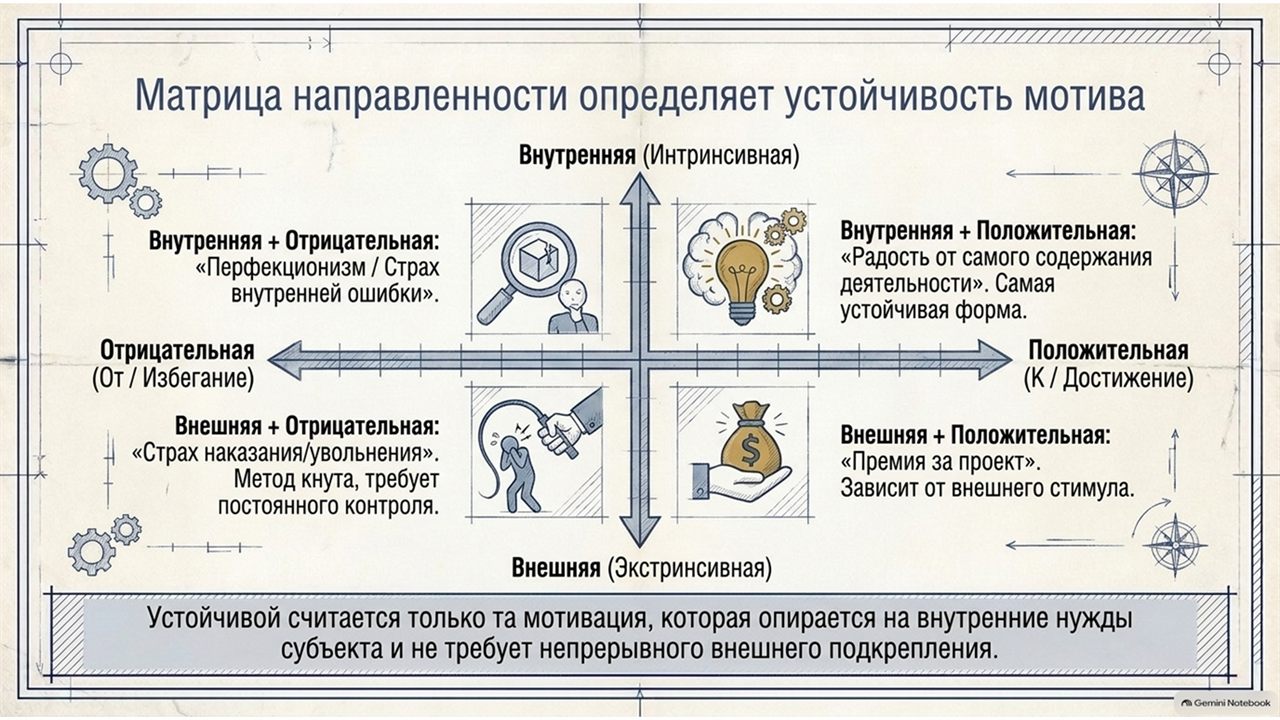 Матрица направленности определяет устойчивость мотива
Внутренняя (Интринсивная)
Внутренняя + Отрицательная:
«Перфекционизм / Страх
внутренней ошибки».
Внутренняя + Положительная:
«Радость от самого содержания
деятельности». Самая
устойчивая форма.
Отрицательная
(От / Избегание)
Положительная
(К / Достижение)
Внешняя + Отрицательная:
«Страх наказания/увольнения».
Метод кнута, требует
постоянного контроля.
$
Внешняя + Положительная:
«Премия за проект».
Зависит от внешнего стимула.
Внешняя (Экстринсивная)
Устойчивой считается только та мотивация, которая опирается на внутренние нужды
субъекта и не требует непрерывного внешнего подкрепления.
Gemini Notebook